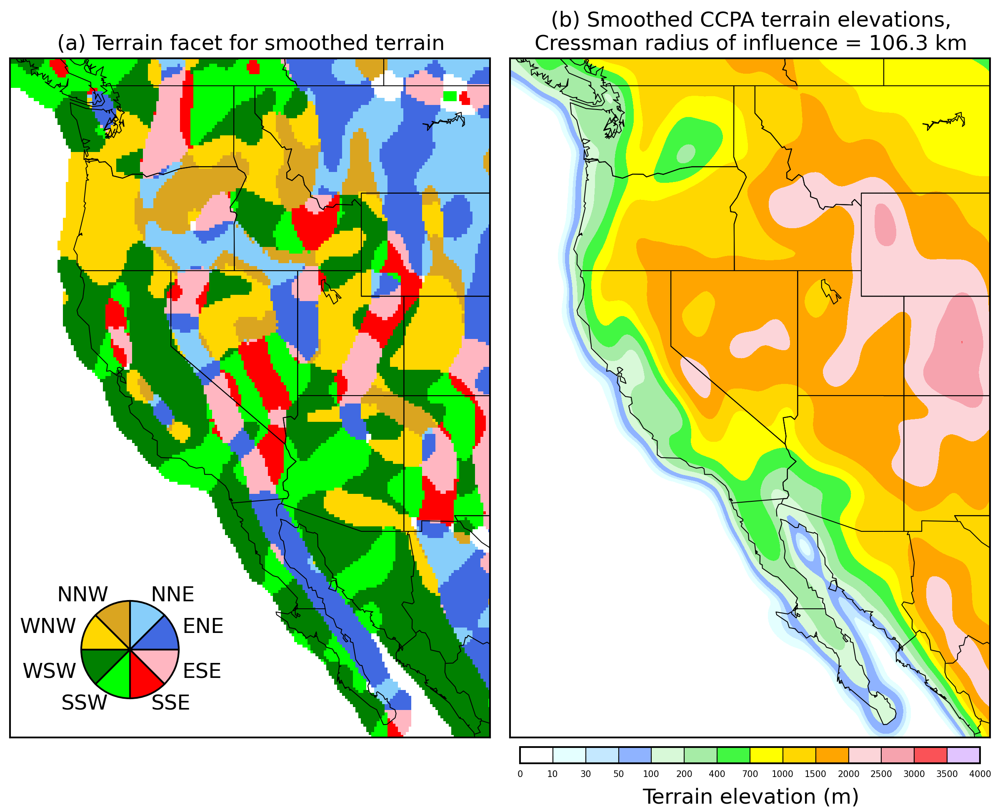 (a) Terrain facet for smoothed terrain
(b) Smoothed CCPA terrain elevations,
Cressman radius of influence = 106.3 km
NNW NNE
WNW ENE
WSW ESE
SSW SSE
0 10 30 50 100 200 400 700 1000 1500 2000 2500 3000 3500 4000
Terrain elevation (m)